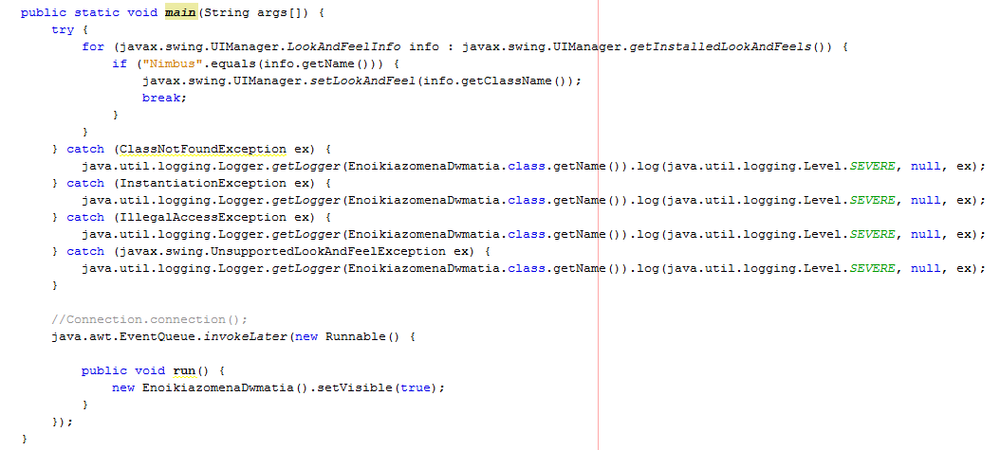 public static void main(String args[]) {
    try {
        for (javax.swing.UIManager.LookAndFeelInfo info : javax.swing.UIManager.getInstalledLookAndFeels()) {
            if ("Nimbus".equals(info.getName())) {
                javax.swing.UIManager.setLookAndFeel(info.getClassName());
                break;
            }
        }
    } catch (ClassNotFoundException ex) {
        java.util.logging.Logger.getLogger(EnoikiazomenaDwmatia.class.getName()).log(java.util.logging.Level.SEVERE, null, ex);
    } catch (InstantiationException ex) {
        java.util.logging.Logger.getLogger(EnoikiazomenaDwmatia.class.getName()).log(java.util.logging.Level.SEVERE, null, ex);
    } catch (IllegalAccessException ex) {
        java.util.logging.Logger.getLogger(EnoikiazomenaDwmatia.class.getName()).log(java.util.logging.Level.SEVERE, null, ex);
    } catch (javax.swing.UnsupportedLookAndFeelException ex) {
        java.util.logging.Logger.getLogger(EnoikiazomenaDwmatia.class.getName()).log(java.util.logging.Level.SEVERE, null, ex);
    }

    //Connection.connection();
    java.awt.EventQueue.invokeLater(new Runnable() {

        public void run() {
            new EnoikiazomenaDwmatia().setVisible(true);
        }
    });
}